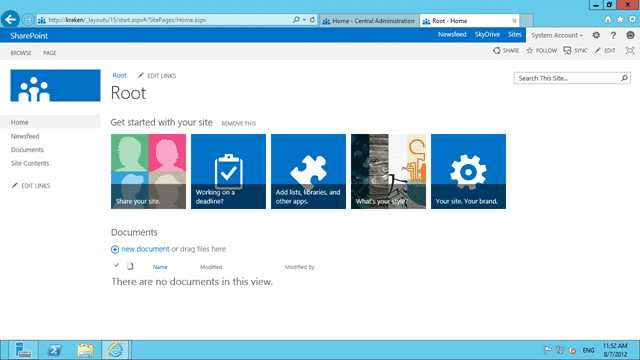 http://kraken/_layouts/15/start.aspx#/SitePages/Home.aspx
Home - Central Administration
Root - Home
SharePoint
Newsfeed
SkyDrive
Sites
System Account
BROWSE
PAGE
SHARE
FOLLOW
SYNC
EDIT
Root
EDIT LINKS
Root
Search This Site...
Home
Newsfeed
Documents
Site Contents
EDIT LINKS
Get started with your site
REMOVE THIS
Share your site.
Working on a
deadline?
Add lists, libraries, and
other apps.
What's your style?
Your site. Your brand.
Documents
new document or drag files here
Name
Modified
Modified By
There are no documents in this view.
ENG
11:52 AM
8/7/2012